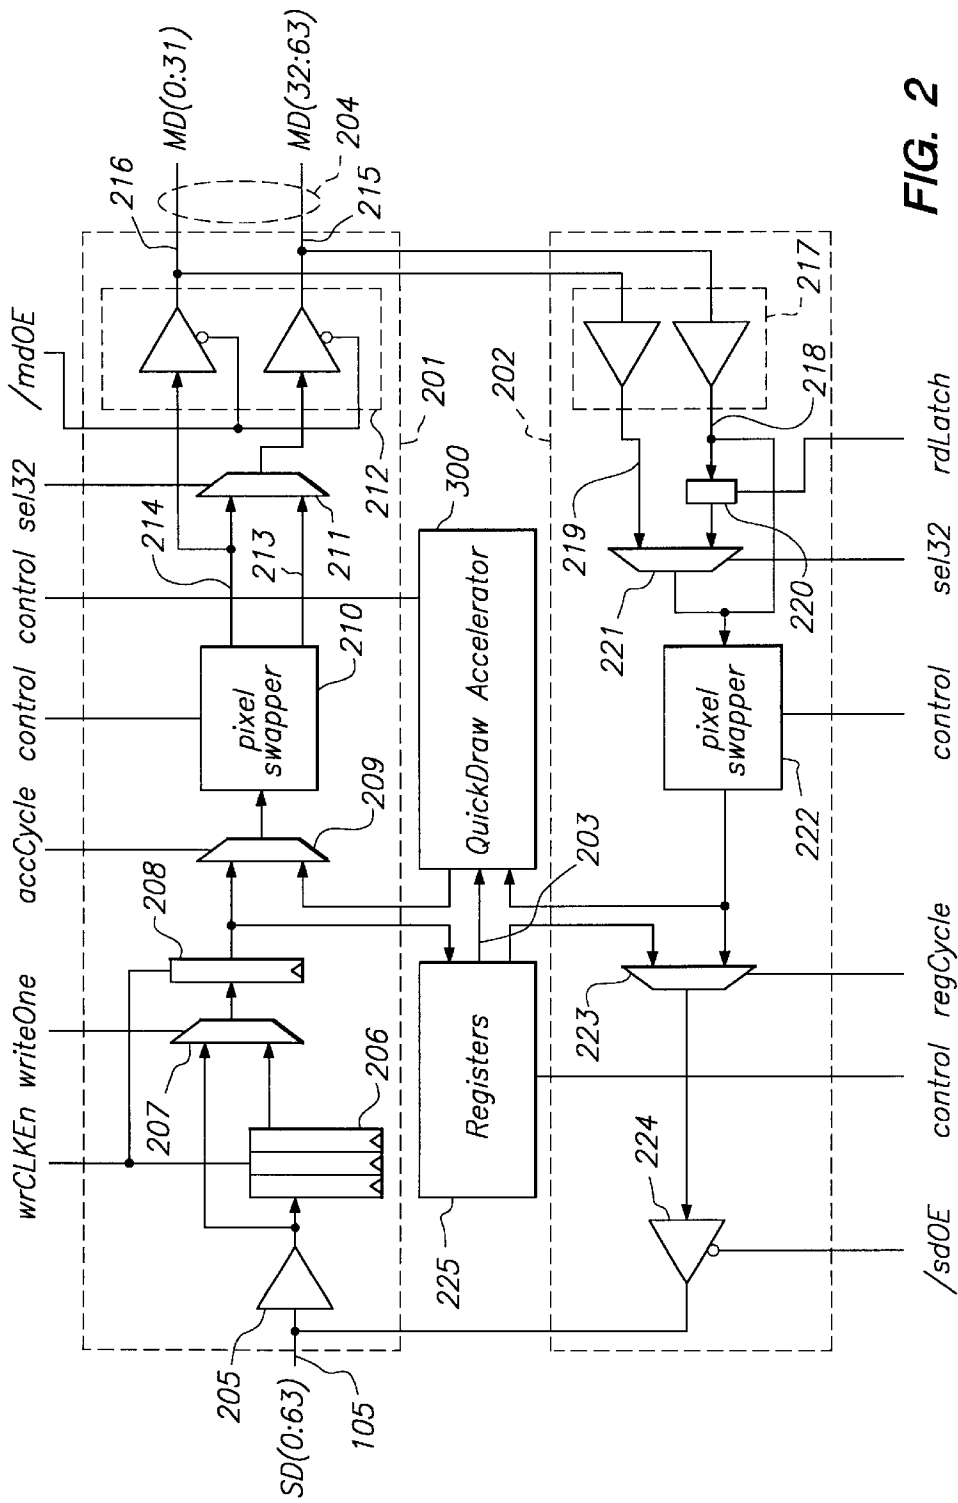 wrCLKEn
writeOne
accCycle
control
control
sel32
/mdOE
208
207
206
205
209
214
213
210
pixel
swapper
211
212
216
215
204
MD(0:31)
MD(32:63)
SD(0:63)
105
201
202
225
Registers
203
300
QuickDraw Accelerator
224
223
222
pixel
swapper
221
220
219
218
217
/sdOE
control
regCycle
control
sel32
rdLatch
FIG. 2